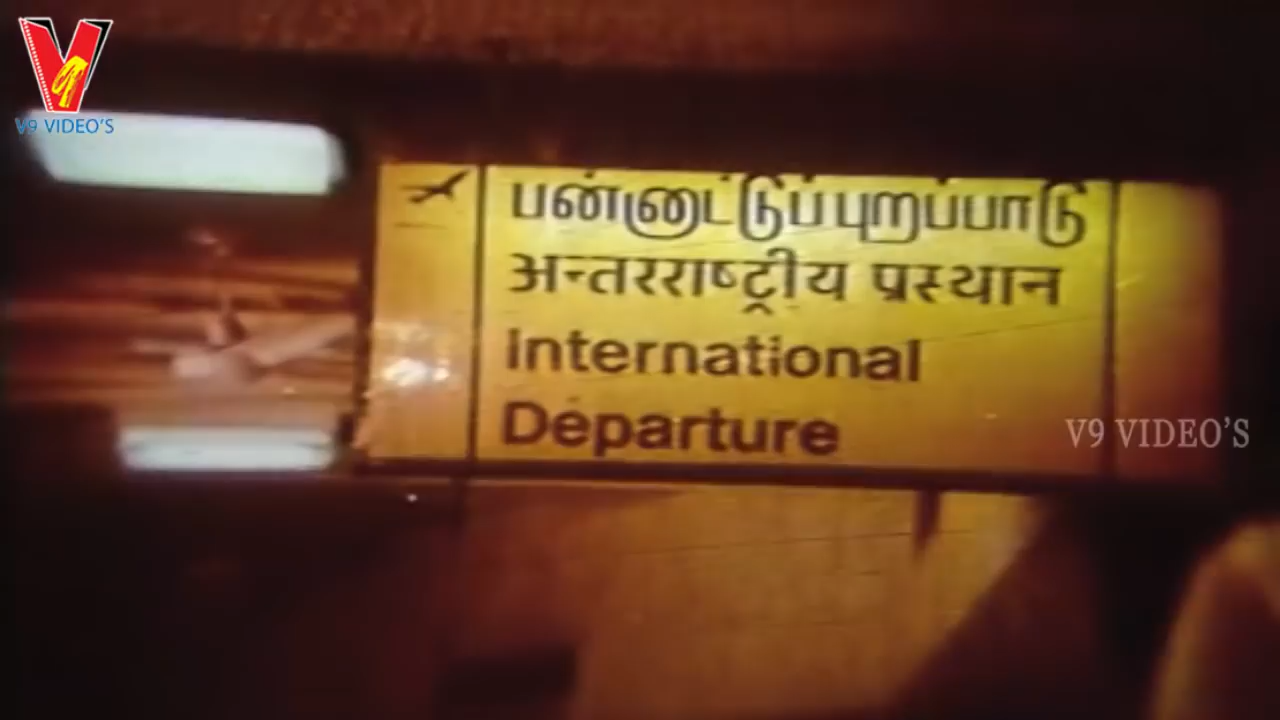 V9 VIDEO'S
பன்னாட்டுப்புறப்பாடு
अन्तरराष्ट्रीय प्रस्थान
International
Departure
V9 VIDEO'S